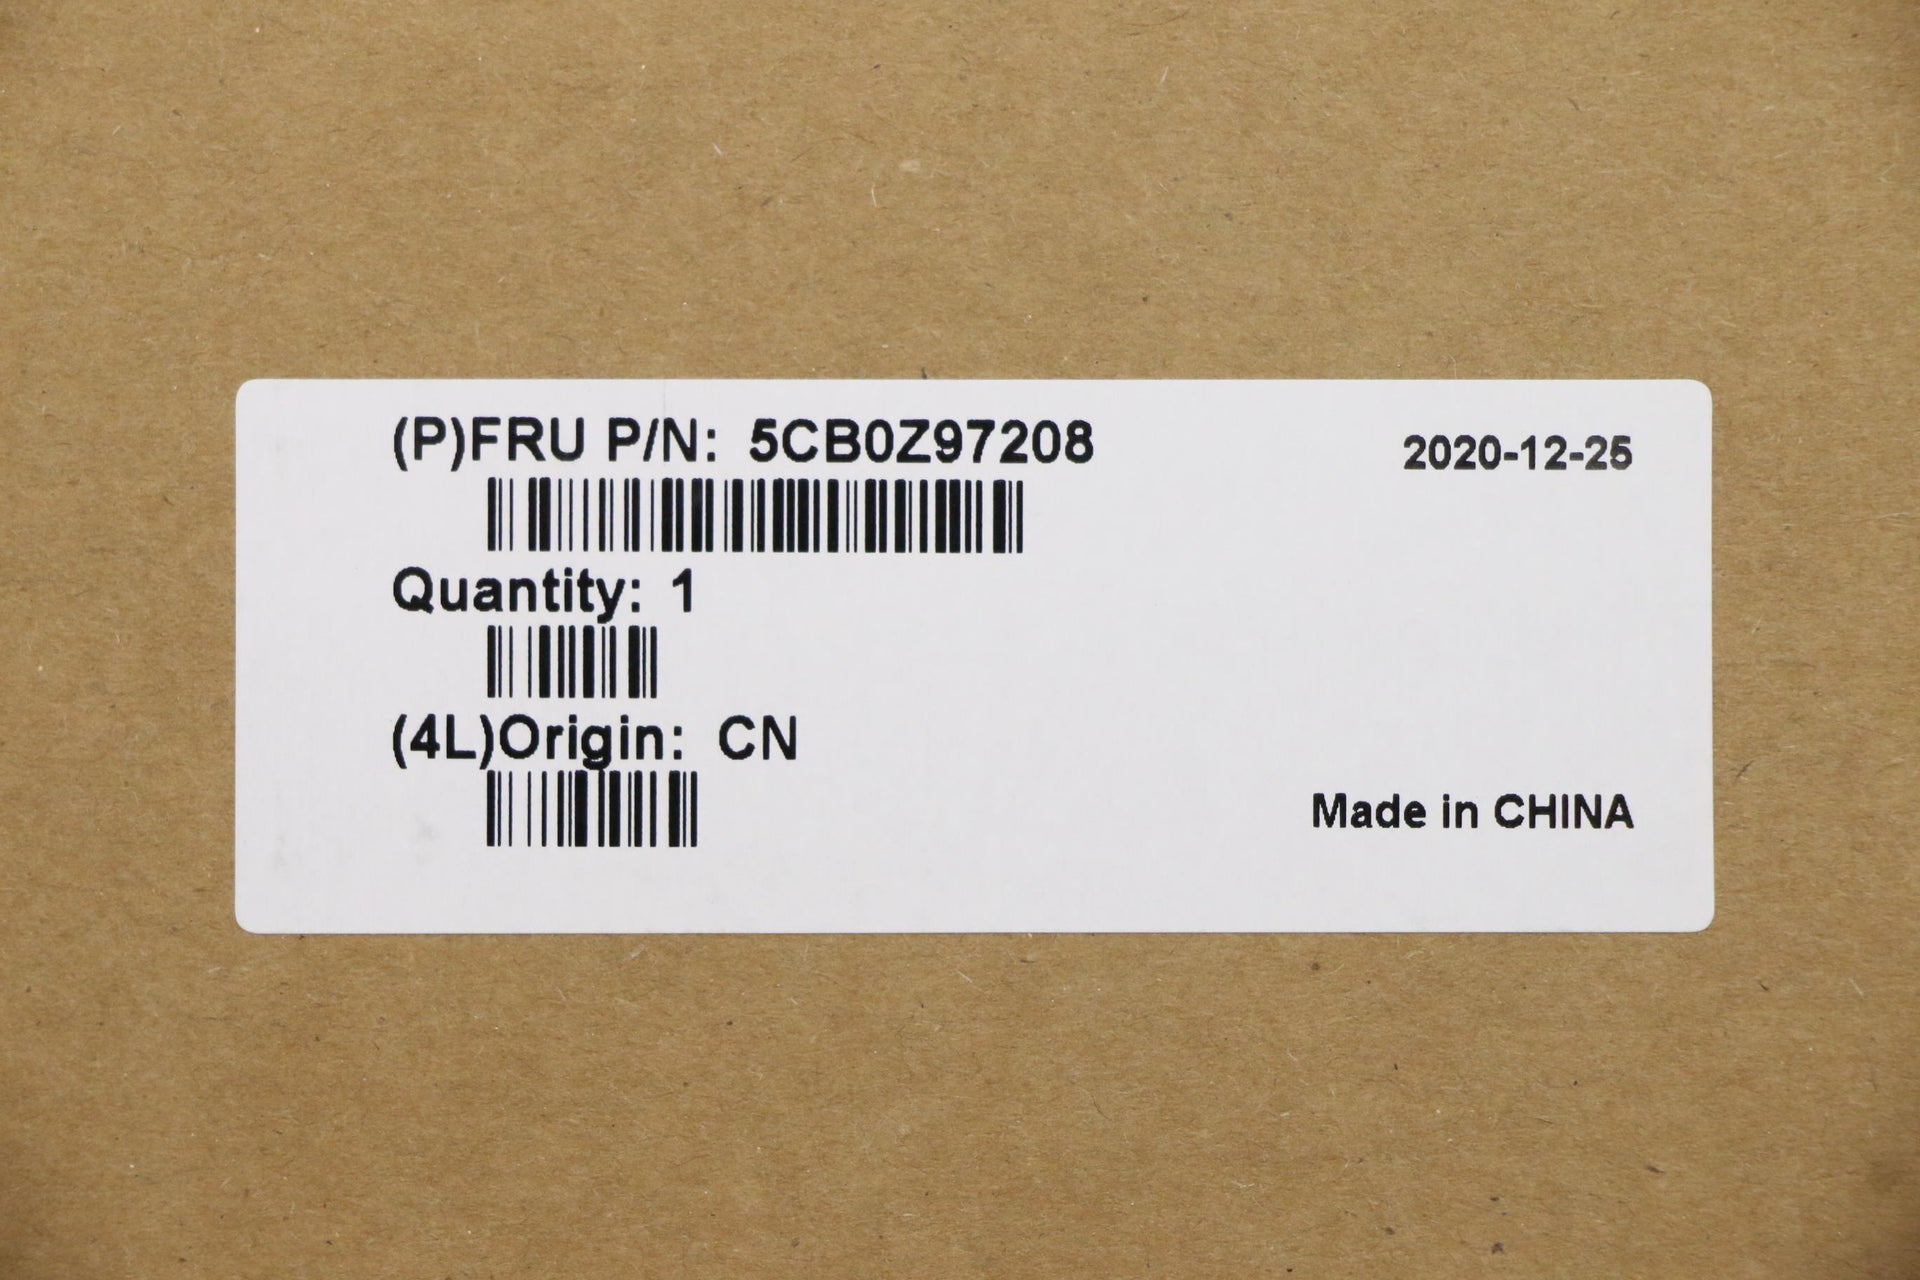 (P)FRU P/N: 5CB0Z97208
2020-12-25
Quantity: 1
(4L)Origin: CN
Made in CHINA